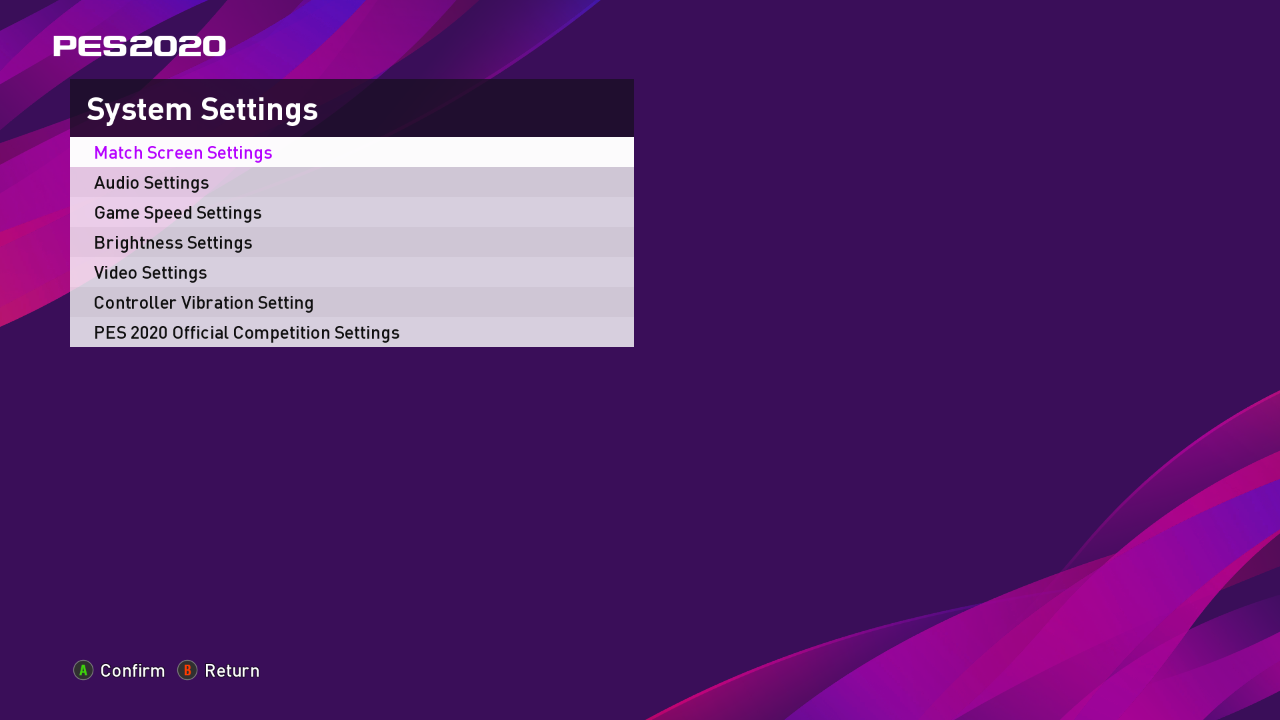 PES2020
System Settings
Match Screen Settings
Audio Settings
Game Speed Settings
Brightness Settings
Video Settings
Controller Vibration Setting
PES 2020 Official Competition Settings
A Confirm B Return